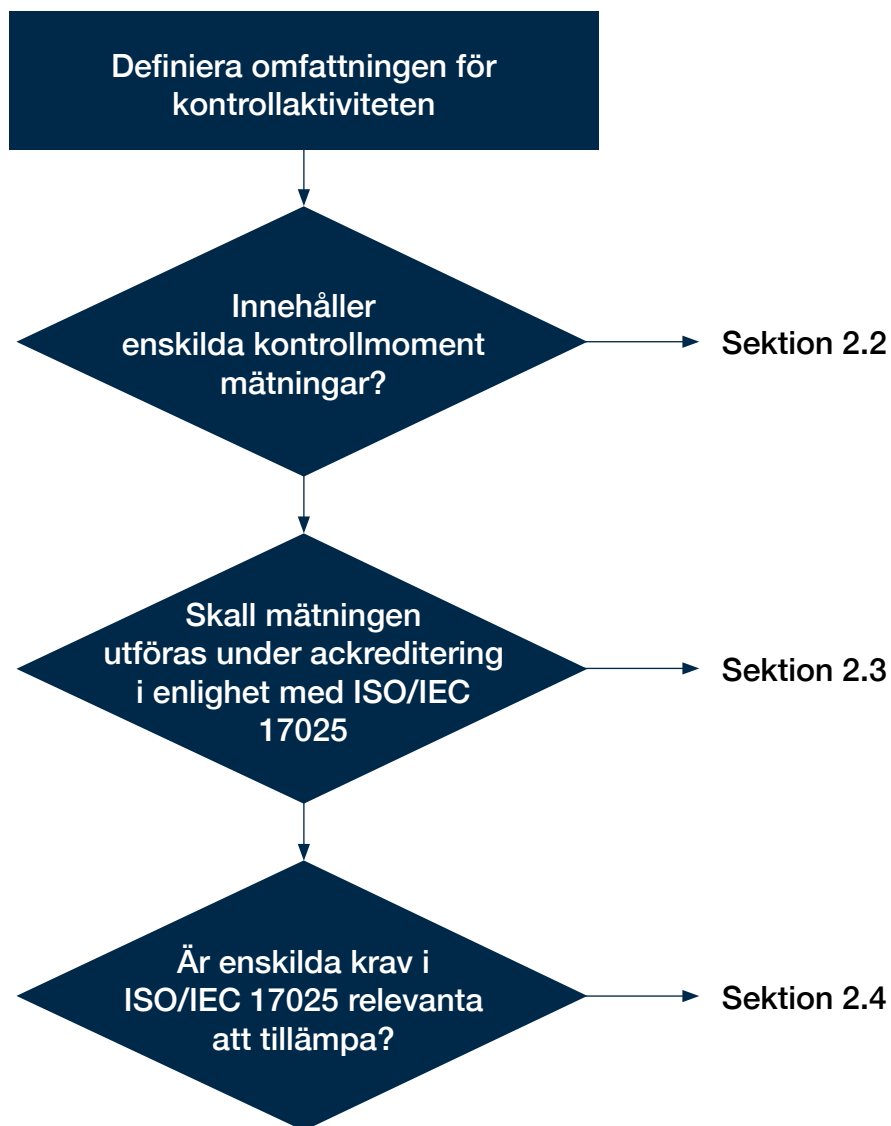 Definiera omfattningen för
kontrollaktiviteten
Innehåller
enskilda kontrollmoment
mätningar?
Sektion 2.2
Skall mätningen
utföras under ackreditering
i enlighet med ISO/IEC
17025
Sektion 2.3
Är enskilda krav i
ISO/IEC 17025 relevanta
att tillämpa?
Sektion 2.4